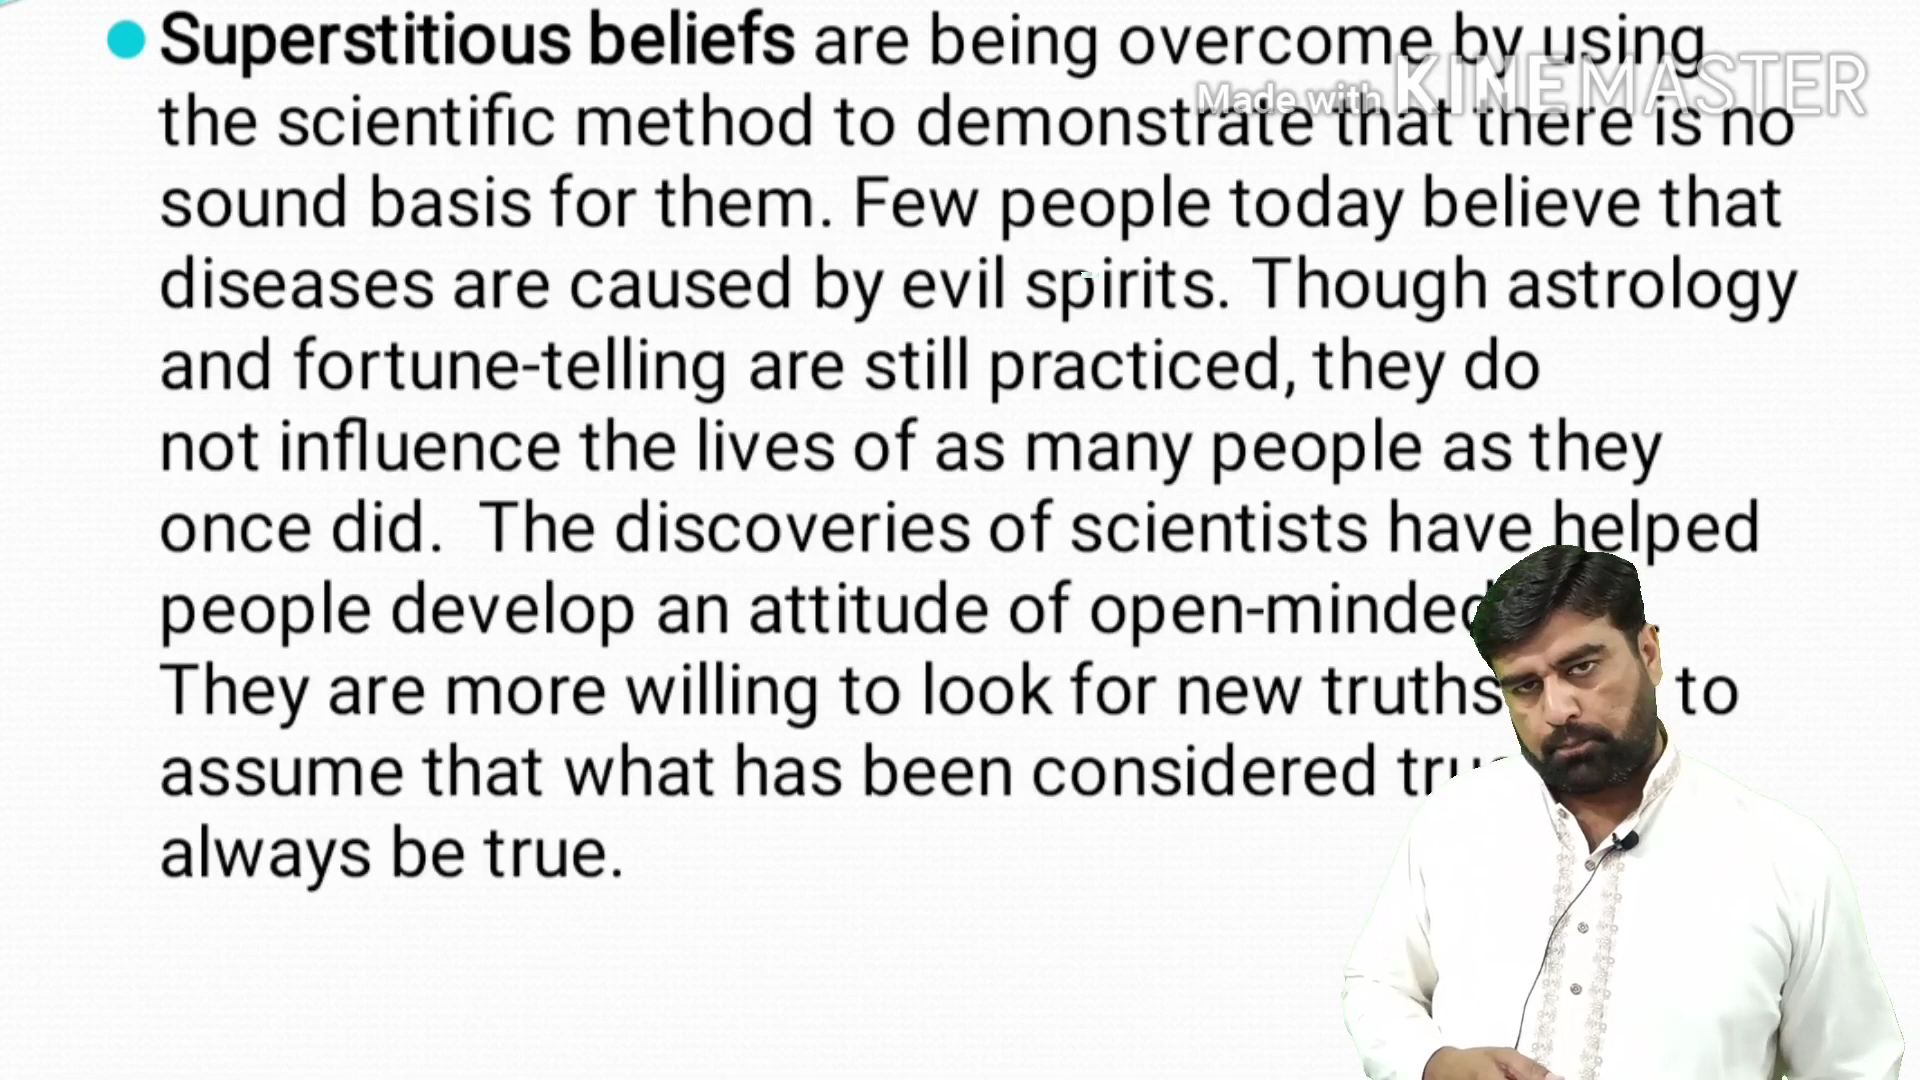 Superstitious beliefs are being overcome by using
Made with KINEMASTER
the scientific method to demonstrate that there is no
sound basis for them. Few people today believe that
diseases are caused by evil spirits. Though astrology
and fortune-telling are still practiced, they do
not influence the lives of as many people as they
once did. The discoveries of scientists have helped
people develop an attitude of
They are more willing to look for new truths to
assume that what has been considered
always be true.